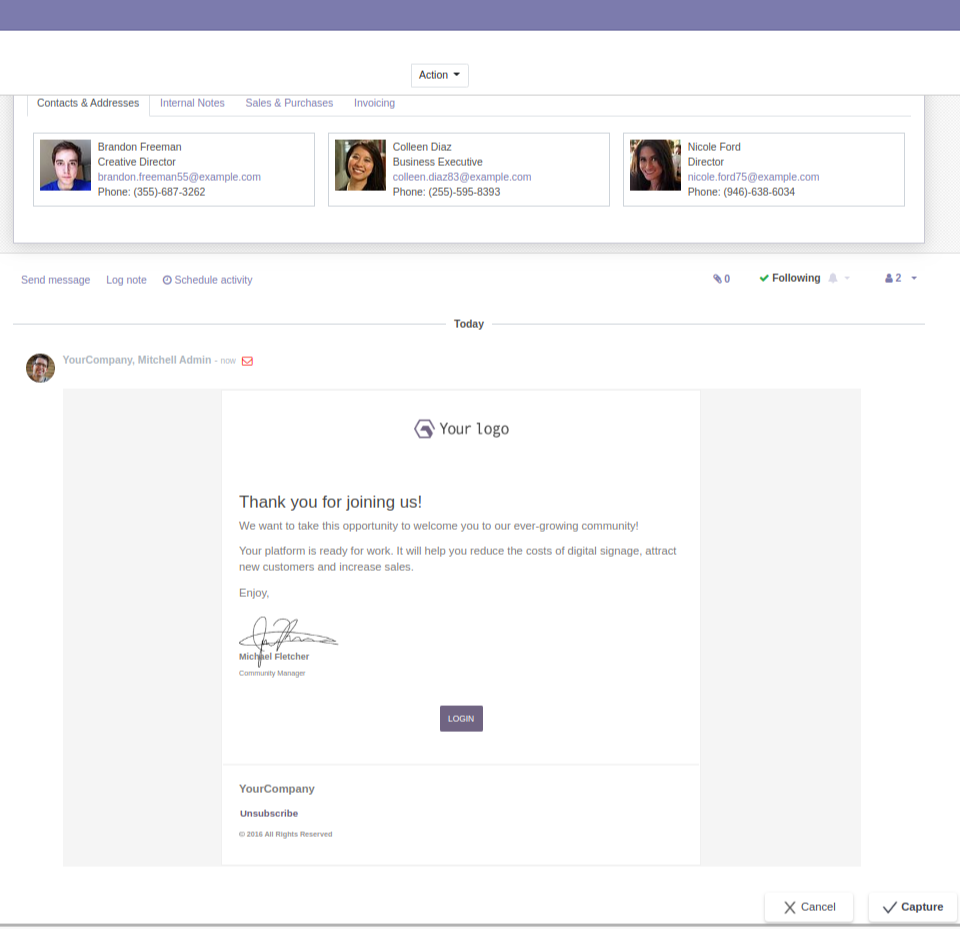 Action
Contacts & Addresses Internal Notes Sales & Purchases Invoicing
Brandon Freeman
Creative Director
brandon.freeman55@example.com
Phone: (355)-687-3262
Colleen Diaz
Business Executive
colleen.diaz83@example.com
Phone: (255)-595-8393
Nicole Ford
Director
nicole.ford75@example.com
Phone: (946)-638-6034
Send message Log note Schedule activity 0 Following 2
Today
YourCompany, Mitchell Admin - now
Your logo
Thank you for joining us!
We want to take this opportunity to welcome you to our ever-growing community!
Your platform is ready for work. It will help you reduce the costs of digital signage, attract
new customers and increase sales.
Enjoy,
Michael Fletcher
Community Manager
LOGIN
YourCompany
Unsubscribe
© 2016 All Rights Reserved
Cancel Capture